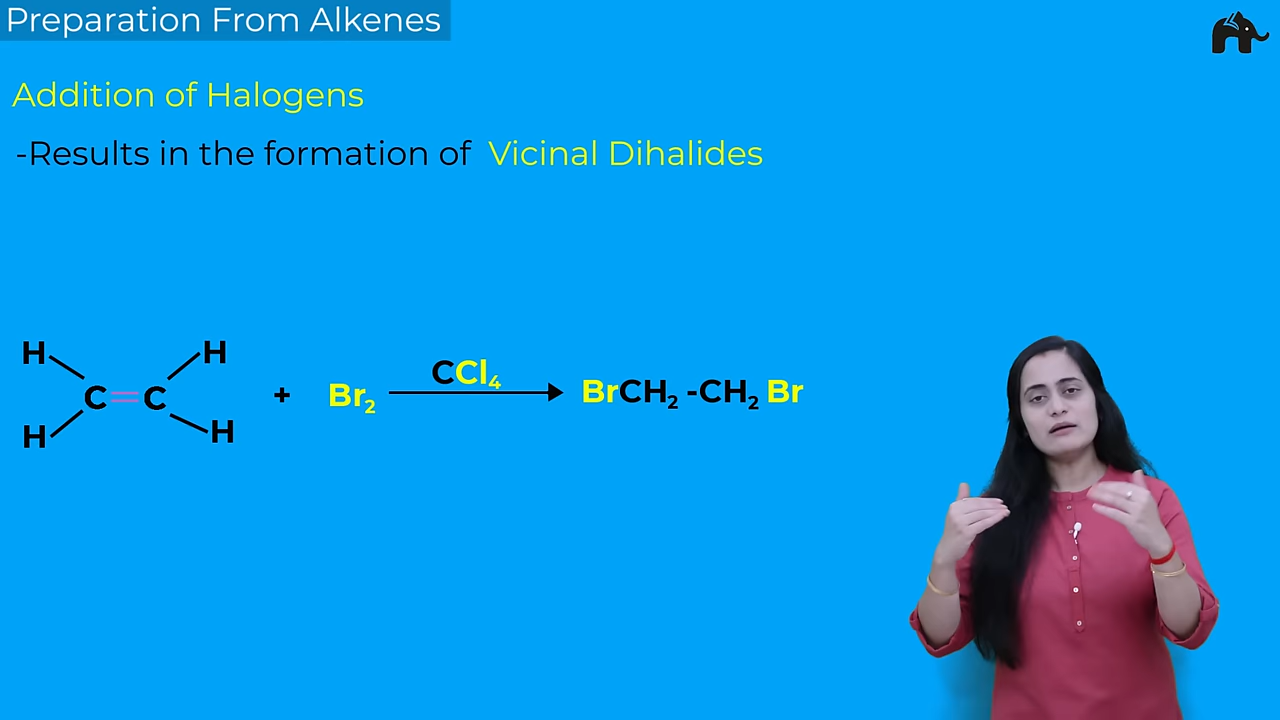 Preparation From Alkenes
Addition of Halogens
-Results in the formation of Vicinal Dihalides
H H
C=C + Br₂ CCl₄ BrCH₂ -CH₂ Br
H H